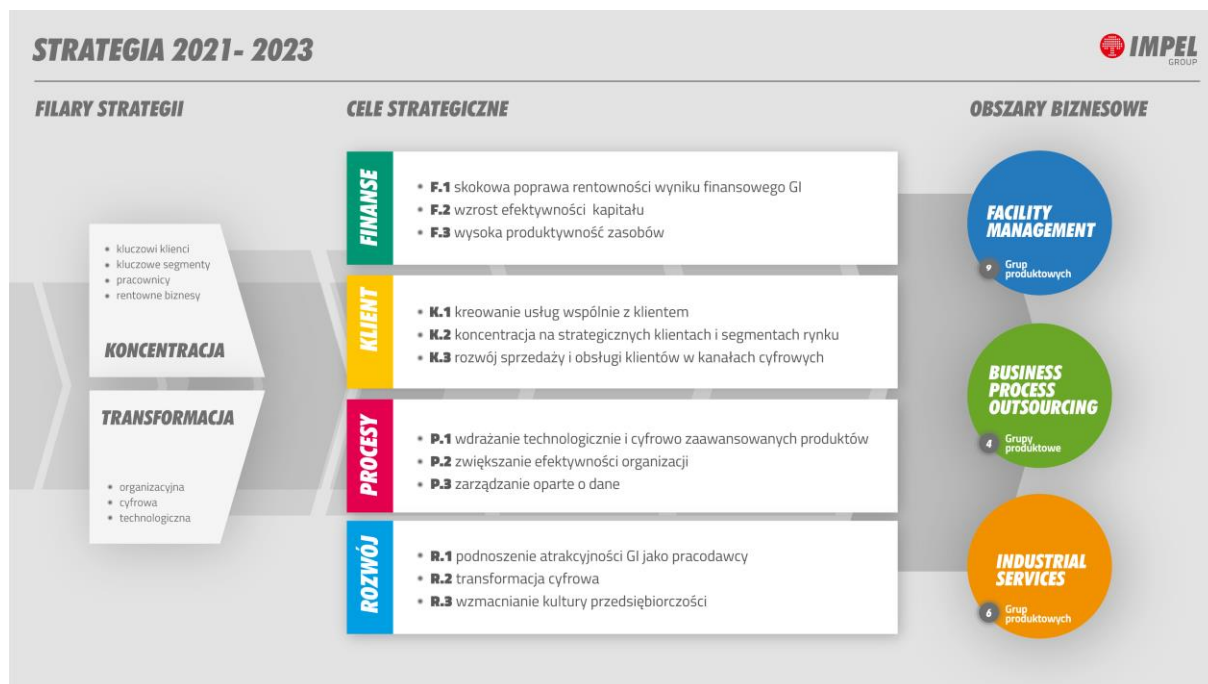 STRATEGIA 2021- 2023
IMPEL
GROUP
FILARY STRATEGII
CELE STRATEGICZNE
OBSZARY BIZNESOWE
• kluczowi klienci
• kluczowe segmenty
• pracownicy
• rentowne biznesy
KONCENTRACJA
TRANSFORMACJA
• organizacyjna
• cyfrowa
• technologiczna
FINANSE
• F.1 skokowa poprawa rentowności wyniku finansowego GI
• F.2 wzrost efektywności kapitału
• F.3 wysoka produktywność zasobów
KLIENT
• K.1 kreowanie usług wspólnie z klientem
• K.2 koncentracja na strategicznych klientach i segmentach rynku
• K.3 rozwój sprzedaży i obsługi klientów w kanałach cyfrowych
PROCESY
• P.1 wdrażanie technologicznie i cyfrowo zaawansowanych produktów
• P.2 zwiększanie efektywności organizacji
• P.3 zarządzanie oparte o dane
ROZWÓJ
• R.1 podnoszenie atrakcyjności GI jako pracodawcy
• R.2 transformacja cyfrowa
• R.3 wzmacnianie kultury przedsiębiorczości
FACILITY
MANAGEMENT
9 Grup
produktowych
BUSINESS
PROCESS
OUTSOURCING
4 Grupy
produktowe
INDUSTRIAL
SERVICES
6 Grup
produktowych